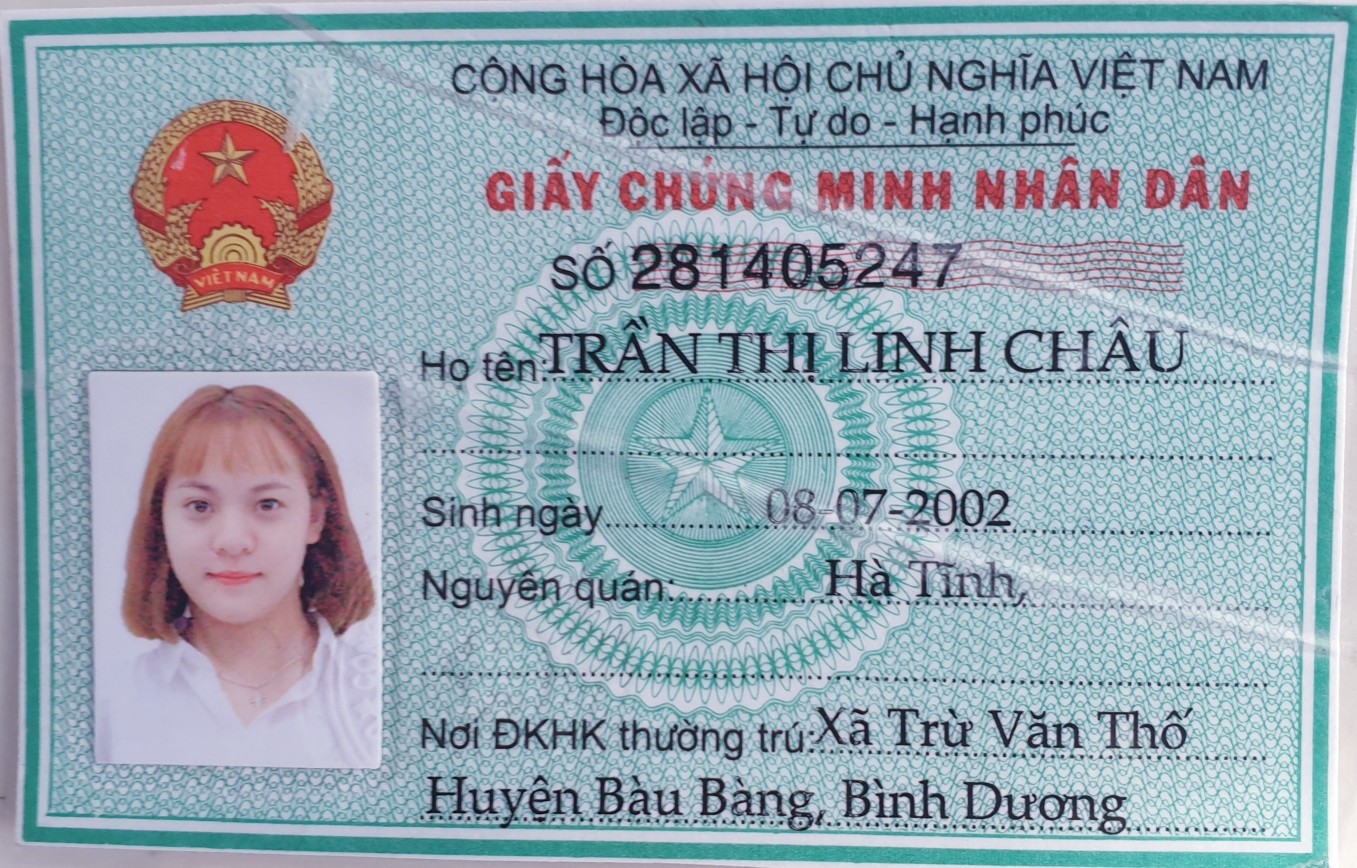 CỘNG HÒA XÃ HỘI CHỦ NGHĨA VIỆT NAM
Độc lập - Tự do - Hạnh phúc
GIẤY CHỨNG MINH NHÂN DÂN
SỐ 281405247
VIỆT NAM
Họ tên: TRẦN THỊ LINH CHÂU
Sinh ngày 08-07-2002
Nguyên quán: Hà Tĩnh,
Nơi ĐKHK thường trú: Xã Trừ Văn Thố
Huyện Bàu Bàng, Bình Dương